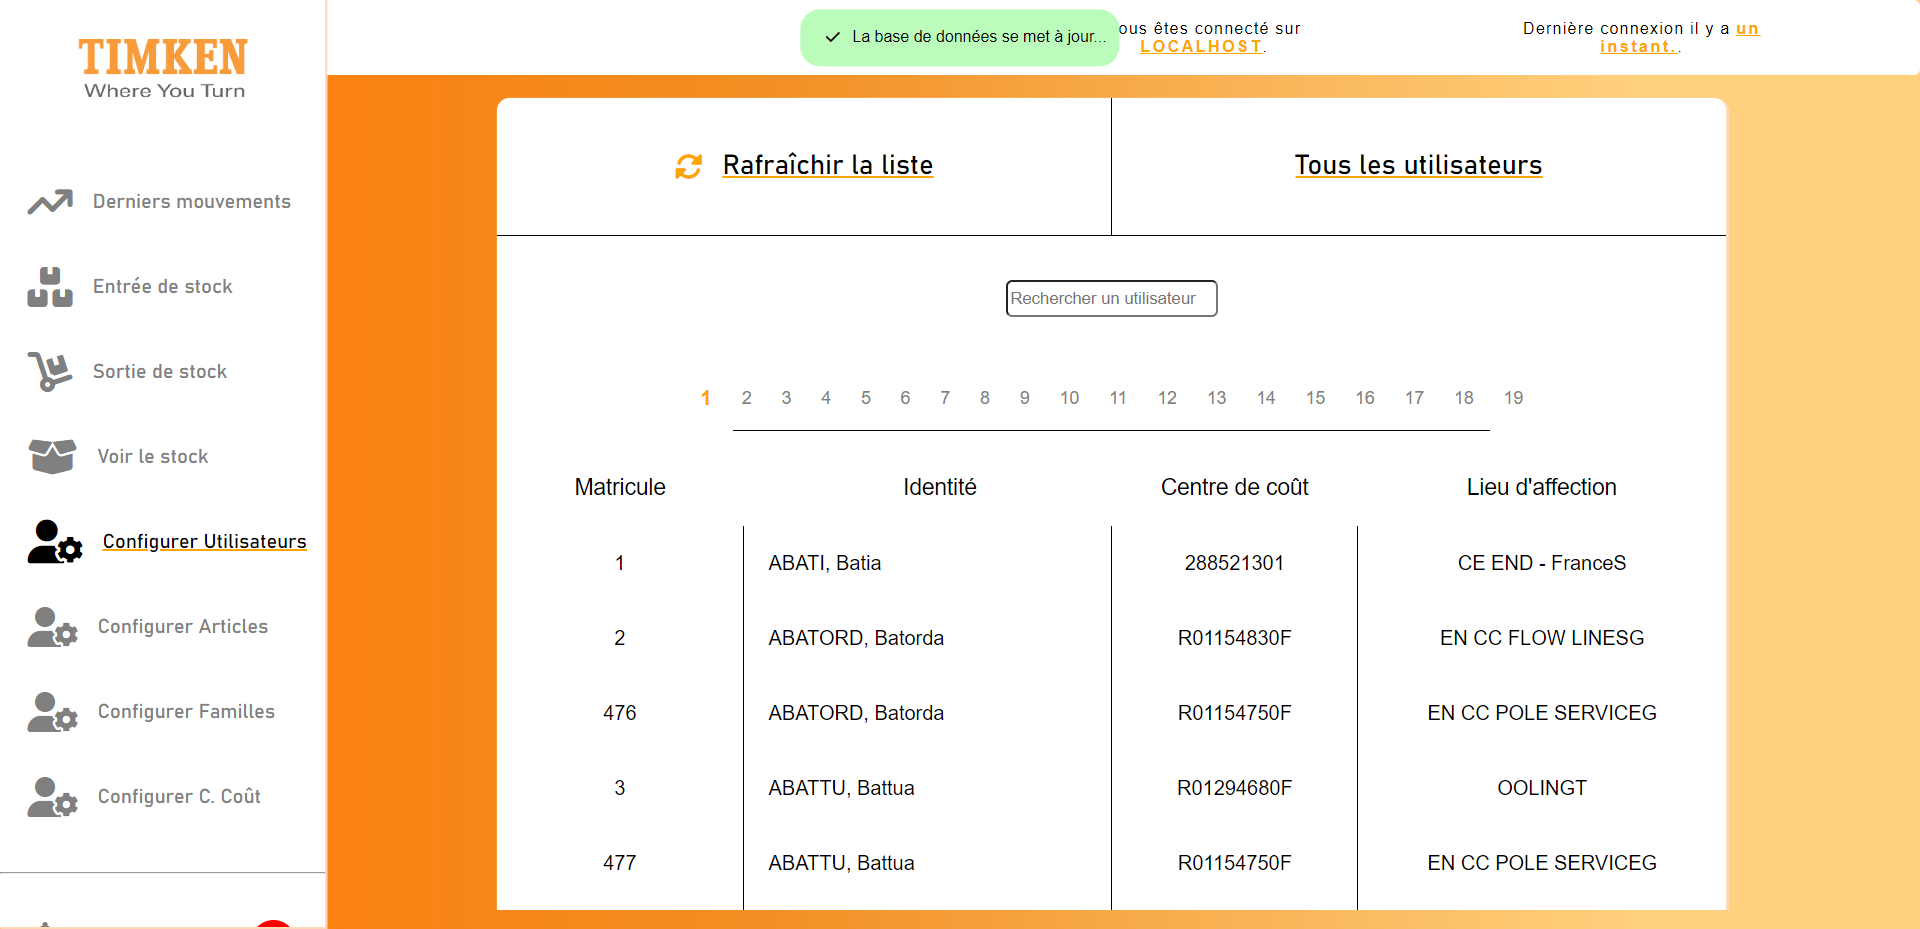 TIMKEN
Where You Turn
Derniers mouvements
Entrée de stock
Sortie de stock
Voir le stock
Configurer Utilisateurs
Configurer Articles
Configurer Familles
Configurer C. Coût
La base de données se met à jour...
ous êtes connecté sur
LOCALHOST.
Dernière connexion il y a un
instant..
Rafraîchir la liste
Tous les utilisateurs
Rechercher un utilisateur
1 2 3 4 5 6 7 8 9 10 11 12 13 14 15 16 17 18 19
Matricule Identité Centre de coût Lieu d'affection
1 ABATI, Batia 288521301 CE END - FranceS
2 ABATORD, Batorda R01154830F EN CC FLOW LINESG
476 ABATORD, Batorda R01154750F EN CC POLE SERVICEG
3 ABATTU, Battua R01294680F OOLINGT
477 ABATTU, Battua R01154750F EN CC POLE SERVICEG